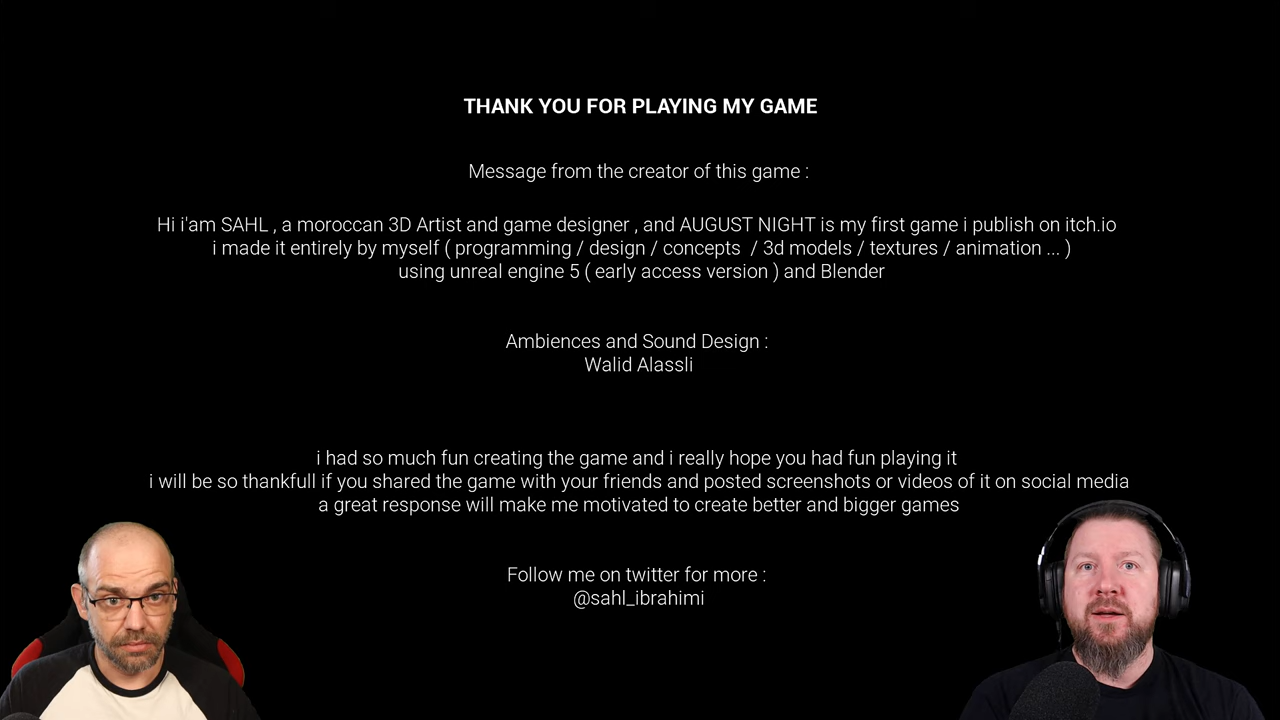 THANK YOU FOR PLAYING MY GAME
Message from the creator of this game :
Hi i'am SAHL , a moroccan 3D Artist and game designer , and AUGUST NIGHT is my first game i publish on itch.io
i made it entirely by myself ( programming / design / concepts / 3d models / textures / animation ... )
using unreal engine 5 ( early access version ) and Blender
Ambiences and Sound Design :
Walid Alassli
i had so much fun creating the game and i really hope you had fun playing it
i will be so thankfull if you shared the game with your friends and posted screenshots or videos of it on social media
a great response will make me motivated to create better and bigger games
Follow me on twitter for more :
@sahl_ibrahimi